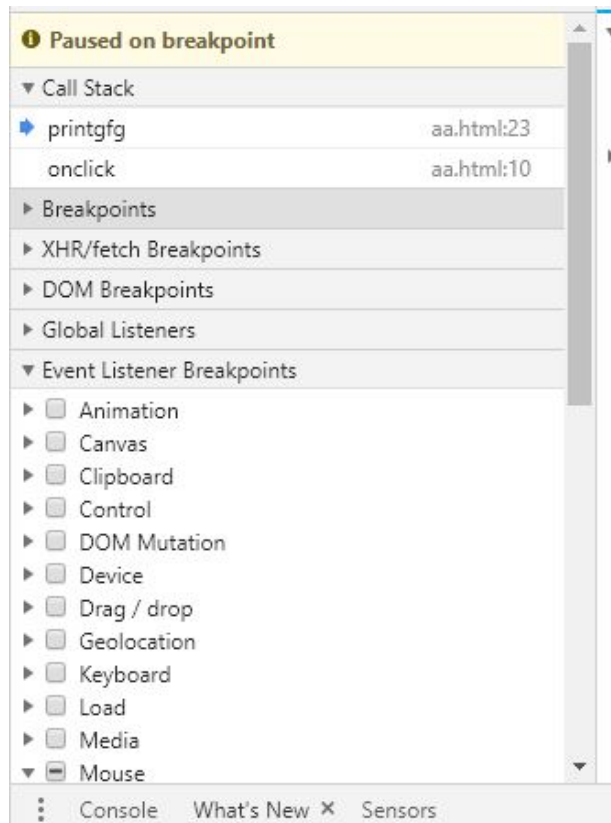 Paused on breakpoint
Call Stack
printgfg aa.html:23
onclick aa.html:10
Breakpoints
XHR/fetch Breakpoints
DOM Breakpoints
Global Listeners
Event Listener Breakpoints
Animation
Canvas
Clipboard
Control
DOM Mutation
Device
Drag / drop
Geolocation
Keyboard
Load
Media
Mouse
Console What's New × Sensors